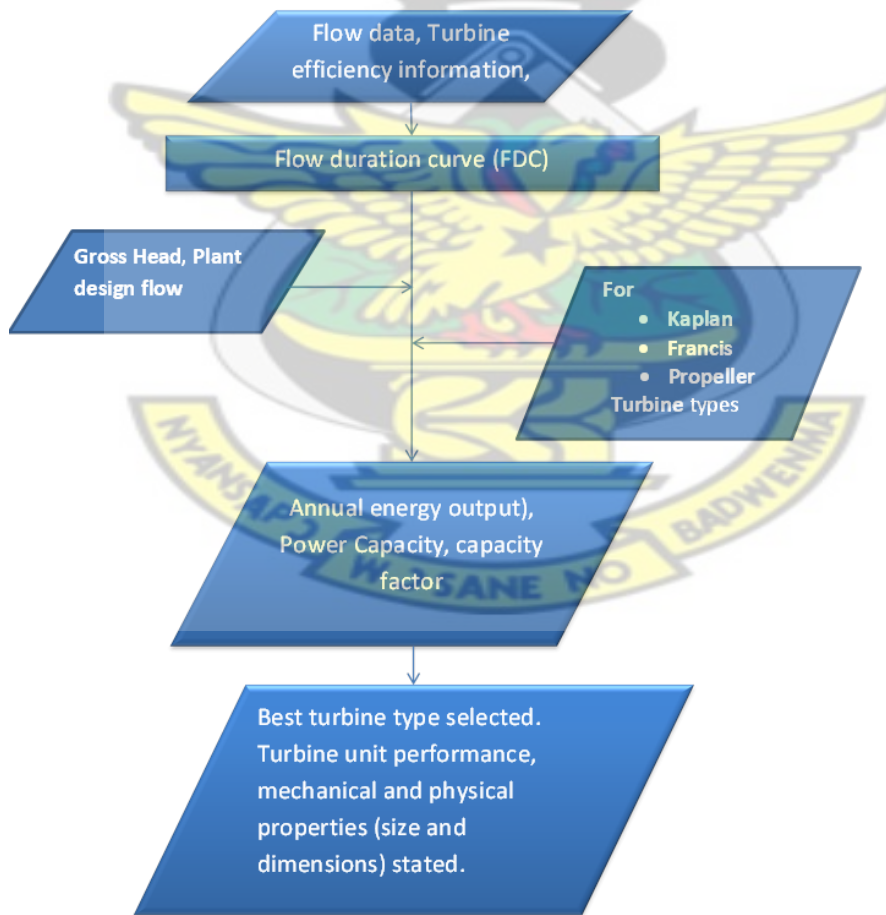 Flow data, Turbine
efficiency information,
Flow duration curve (FDC)
Gross Head, Plant
design flow
For
• Kaplan
• Francis
• Propeller
Turbine types
Annual energy output),
Power Capacity, capacity
factor
Best turbine type selected.
Turbine unit performance,
mechanical and physical
properties (size and
dimensions) stated.
NYANSAPƆ WƆSANE NO BADWENMA